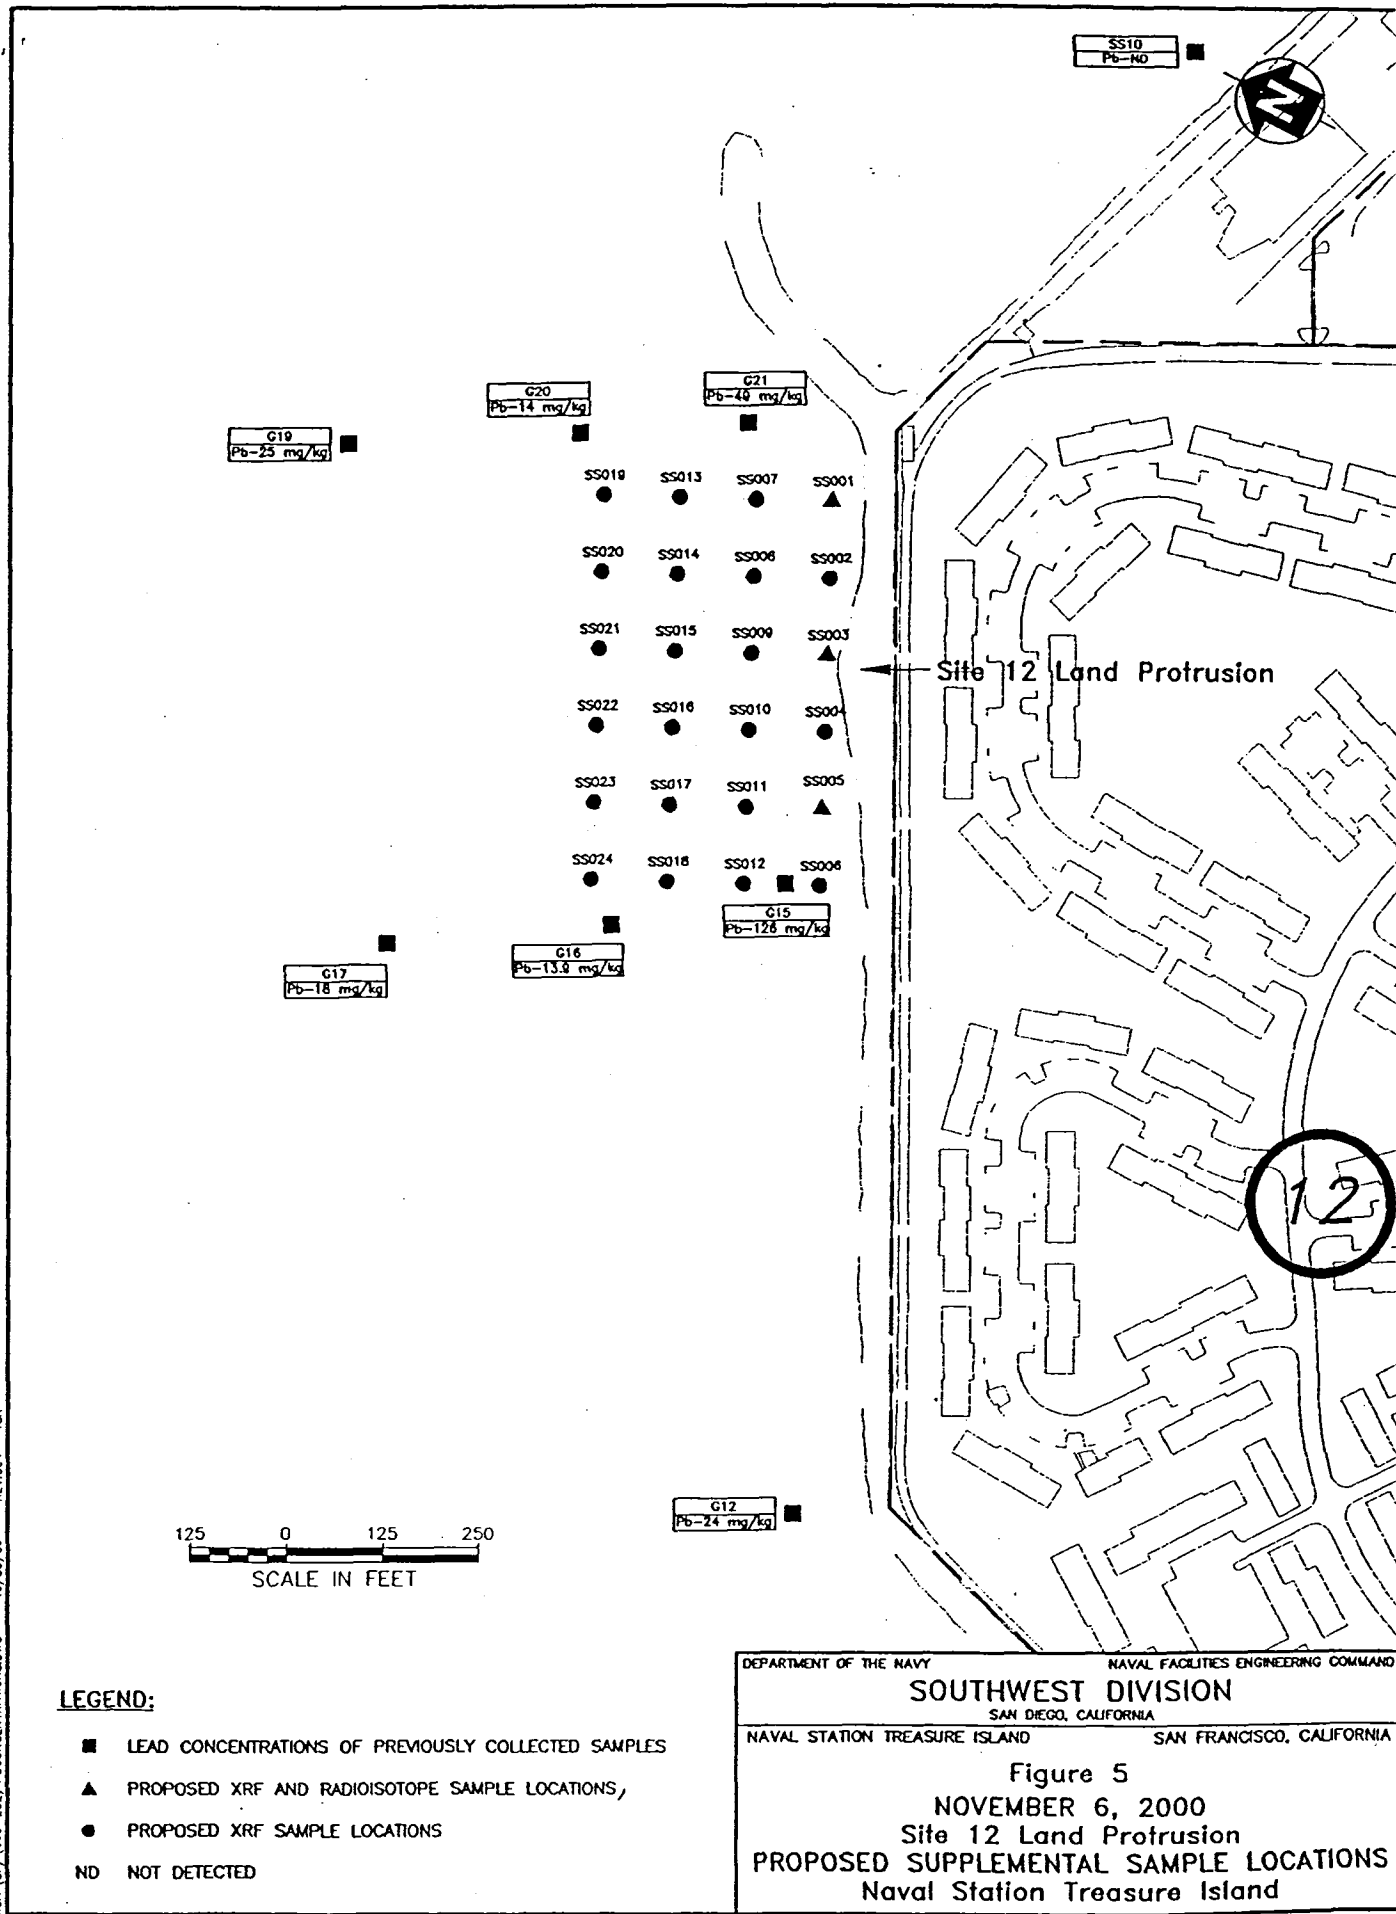 SS10
Pb-ND
N
G21
Pb-49 mg/kg
G20
Pb-14 mg/kg
G19
Pb-25 mg/kg
SS019 SS013 SS007 SS001
SS020 SS014 SS008 SS002
SS021 SS015 SS009 SS003
Site 12 Land Protrusion
SS022 SS016 SS010 SS004
SS023 SS017 SS011 SS005
SS024 SS018 SS012 SS006
G15
Pb-126 mg/kg
G16
Pb-13.9 mg/kg
G17
Pb-18 mg/kg
12
G12
Pb-24 mg/kg
125 0 125 250
SCALE IN FEET
LEGEND:
LEAD CONCENTRATIONS OF PREVIOUSLY COLLECTED SAMPLES
PROPOSED XRF AND RADIOISOTOPE SAMPLE LOCATIONS,
PROPOSED XRF SAMPLE LOCATIONS
ND NOT DETECTED
DEPARTMENT OF THE NAVY NAVAL FACILITIES ENGINEERING COMMAND
SOUTHWEST DIVISION
SAN DIEGO, CALIFORNIA
NAVAL STATION TREASURE ISLAND SAN FRANCISCO, CALIFORNIA
Figure 5
NOVEMBER 6, 2000
Site 12 Land Protrusion
PROPOSED SUPPLEMENTAL SAMPLE LOCATIONS
Naval Station Treasure Island